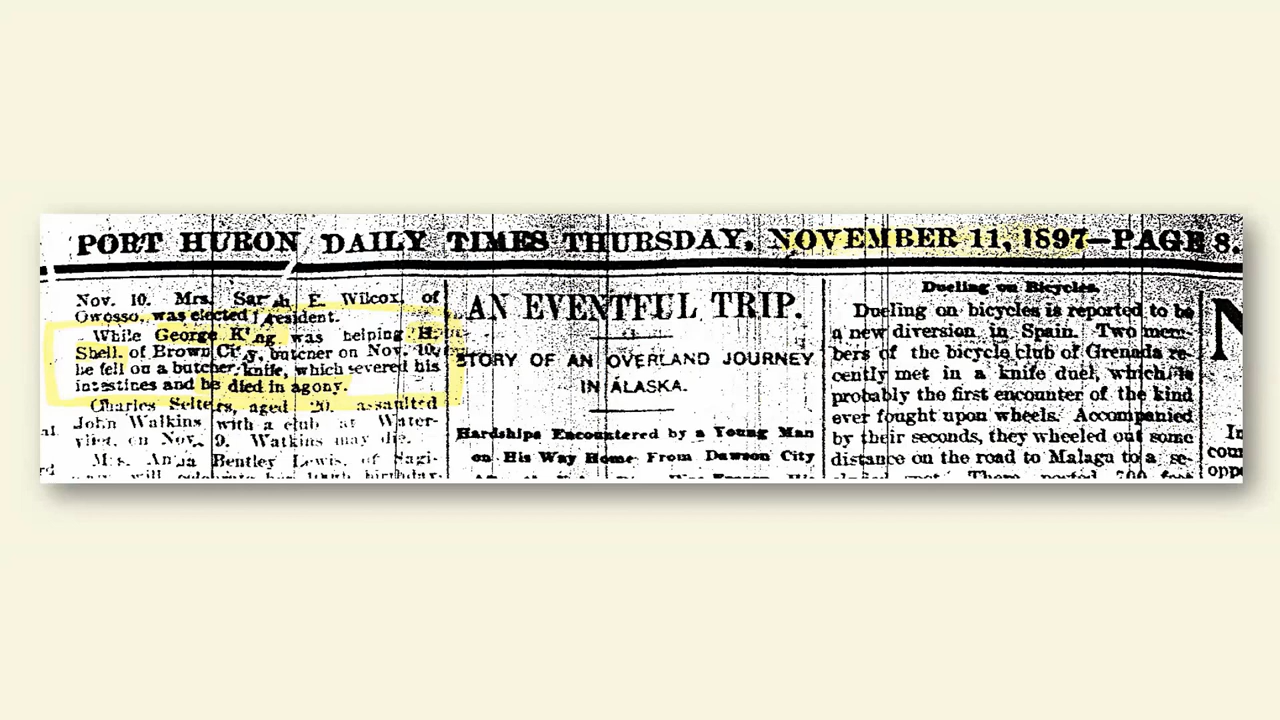 PORT HURON DAILY TIMES THURSDAY, NOVEMBER 11, 1897—PAGE 8.
Nov. 10. Mrs. Sarah E. Wilcox, of
Owosso, was elected president.
While George King was helping H.
Shell, of Brown City, butcher on Nov. 10,
he fell on a butcher knife, which severed his
intestines and he died in agony.
Charles Selters, aged 20, assaulted
John Watkins with a club at Water-
vliet, on Nov. 9. Watkins may die.
Mrs. Anna Bentley Lewis, of Sagi-
birthday
AN EVENTFUL TRIP.
STORY OF AN OVERLAND JOURNEY
IN ALASKA.
Hardships Encountered by a Young Man
on His Way Home From Dawson City
Dueling on Bicycles.
Dueling on bicycles is reported to be
a new diversion in Spain. Two mem-
bers of the bicycle club of Grenada re-
cently met in a knife duel, which is
probably the first encounter of the kind
ever fought upon wheels. Accompanied
by their seconds, they wheeled out some
distance on the road to Malaga to a se-
There 700 feet
N
In